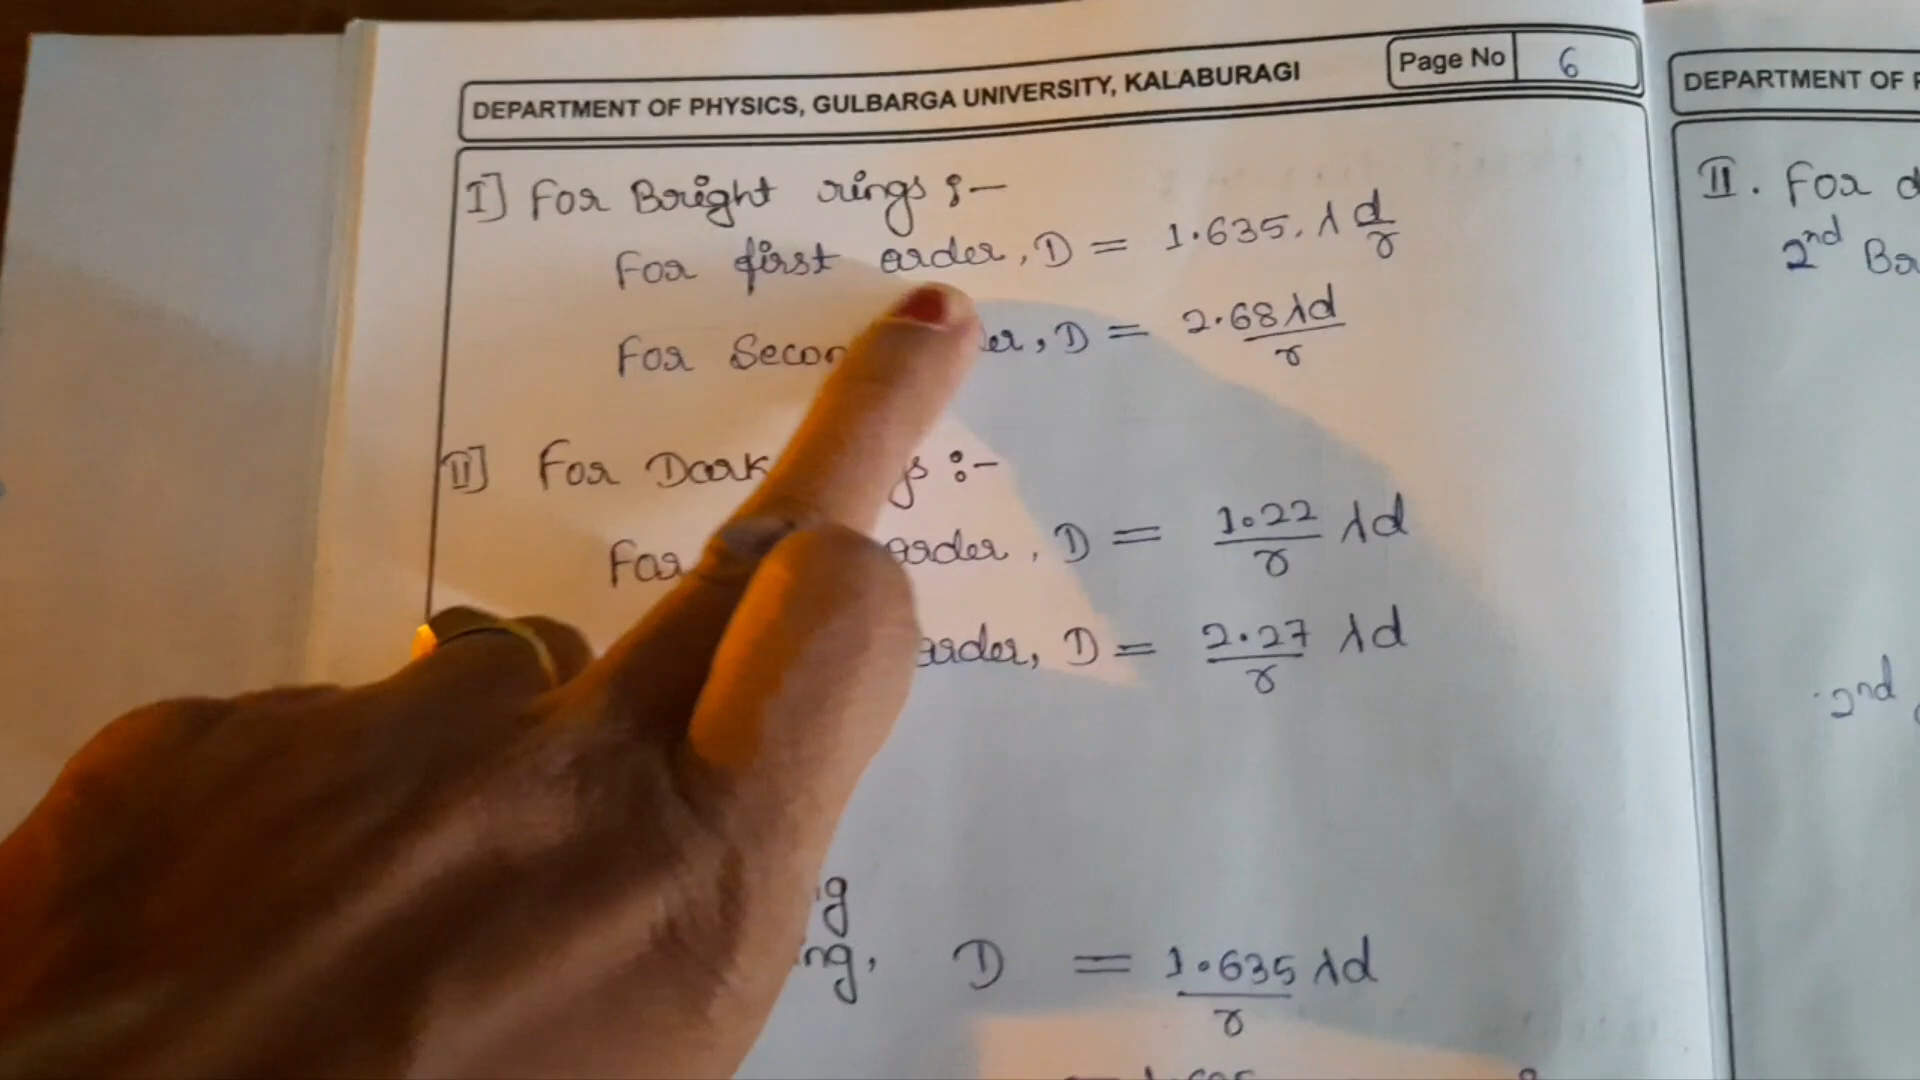 DEPARTMENT OF PHYSICS, GULBARGA UNIVERSITY, KALABURAGI
Page No 6
I] For Bright rings :-
For first order, D = 1.635. λ d/r
For Secon er, D = 2.68 λd/r
II] For Dark gs :-
For order, D = 1.22/r λd
order, D = 2.27/r λd
g
ng, D = 1.635 λd/r
DEPARTMENT OF
II. For d
2nd Br
2nd